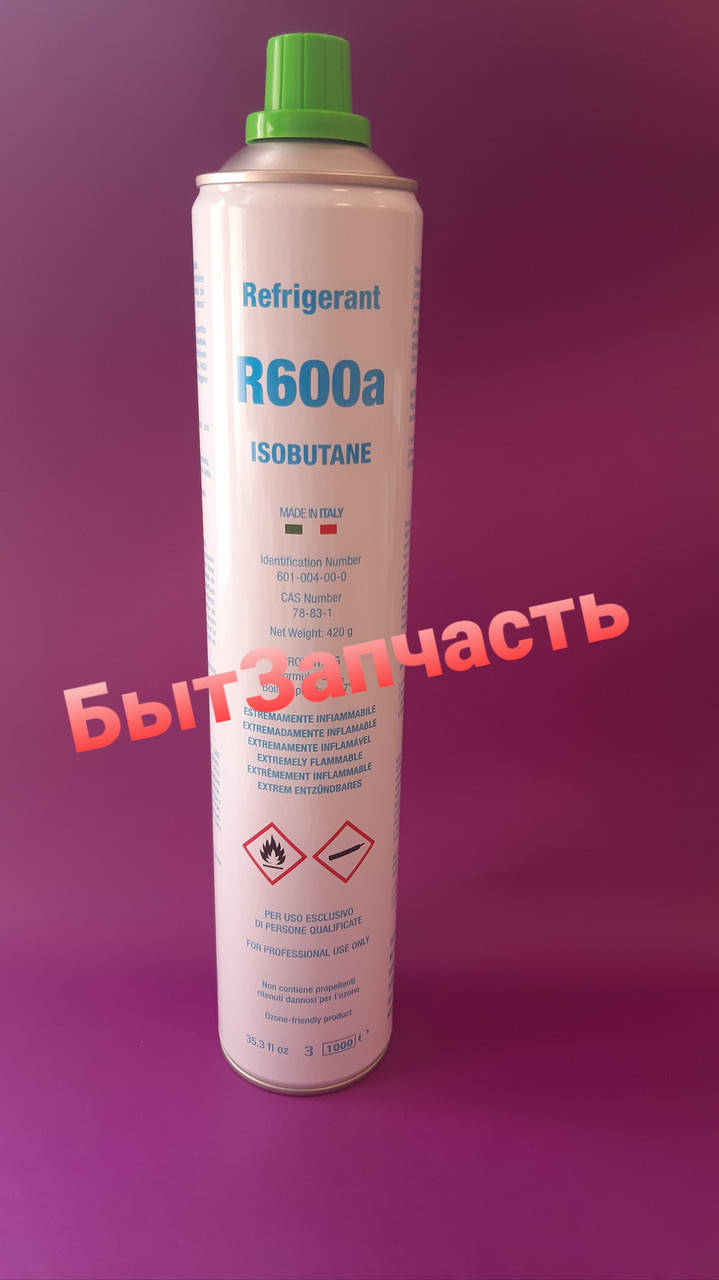 Refrigerant
R600a
ISOBUTANE
MADE IN ITALY
Identification Number
601-004-00-0
CAS Number
78-83-1
Net Weight: 420 g
БытЗапчасть
ESTREMAMENTE INFIAMMABILE
EXTREMADAMENTE INFLAMABLE
EXTREMAMENTE INFLAMÁVEL
EXTREMELY FLAMMABLE
EXTRÊMEMENT INFLAMMABLE
EXTREM ENTZÜNDBARES
PER USO ESCLUSIVO
DI PERSONE QUALIFICATE
FOR PROFESSIONAL USE ONLY
Non contiene propellenti
ritenuti dannosi per l'ozono
Ozone-friendly product
35.3 fl oz 3 1000 ℮